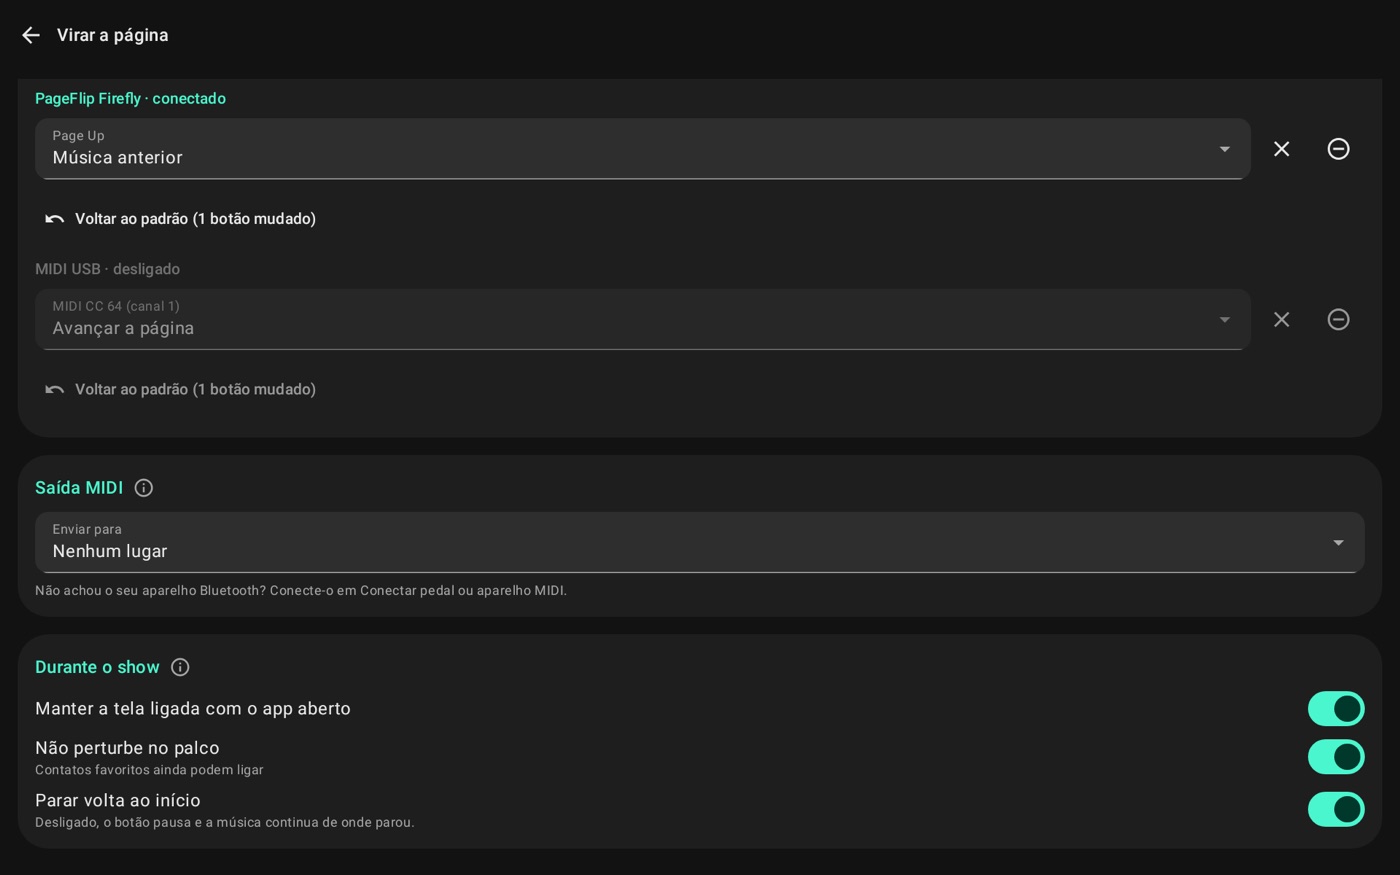 Virar a página
PageFlip Firefly · conectado
Page Up
Música anterior
Voltar ao padrão (1 botão mudado)
MIDI USB · desligado
MIDI CC 64 (canal 1)
Avançar a página
Voltar ao padrão (1 botão mudado)
Saída MIDI
Enviar para
Nenhum lugar
Não achou o seu aparelho Bluetooth? Conecte-o em Conectar pedal ou aparelho MIDI.
Durante o show
Manter a tela ligada com o app aberto
Não perturbe no palco
Contatos favoritos ainda podem ligar
Parar volta ao início
Desligado, o botão pausa e a música continua de onde parou.